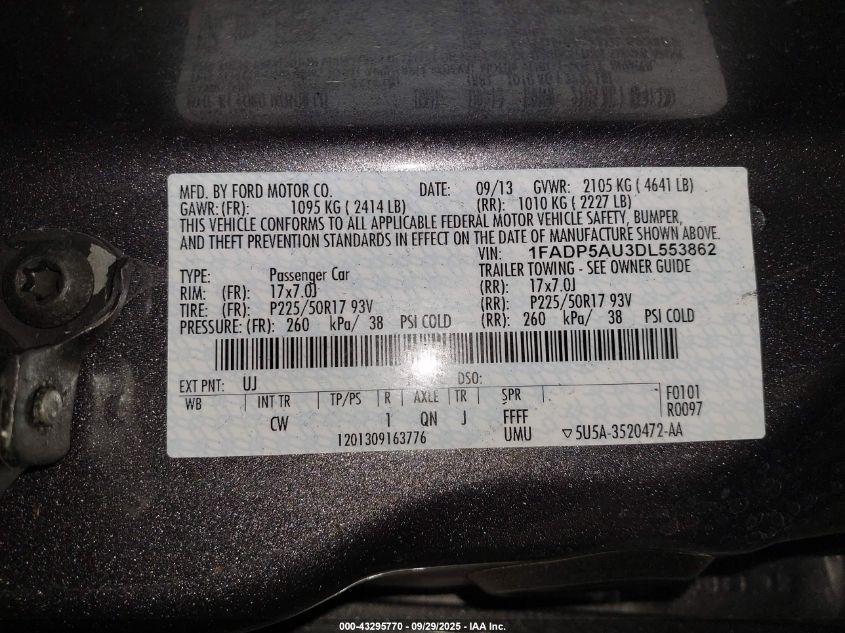 MFD. BY FORD MOTOR CO. DATE: 09/13 GVWR: 2105 KG ( 4641 LB)
GAWR: (FR): 1095 KG ( 2414 LB) (RR): 1010 KG ( 2227 LB)
THIS VEHICLE CONFORMS TO ALL APPLICABLE FEDERAL MOTOR VEHICLE SAFETY, BUMPER,
AND THEFT PREVENTION STANDARDS IN EFFECT ON THE DATE OF MANUFACTURE SHOWN ABOVE.
VIN: 1FADP5AU3DL553862
TYPE: Passenger Car TRAILER TOWING - SEE OWNER GUIDE
RIM: (FR): 17x7.0J (RR): 17x7.0J
TIRE: (FR): P225/50R17 93V (RR): P225/50R17 93V
PRESSURE: (FR): 260 kPa/ 38 PSI COLD (RR): 260 kPa/ 38 PSI COLD
EXT PNT: UJ DSO:
WB INT TR TP/PS R AXLE TR SPR F0101
R0097
CW 1 QN J FFFF
1201309163776 UMU ▽5U5A-3520472-AA
000-43295770 - 09/29/2025 - IAA Inc.